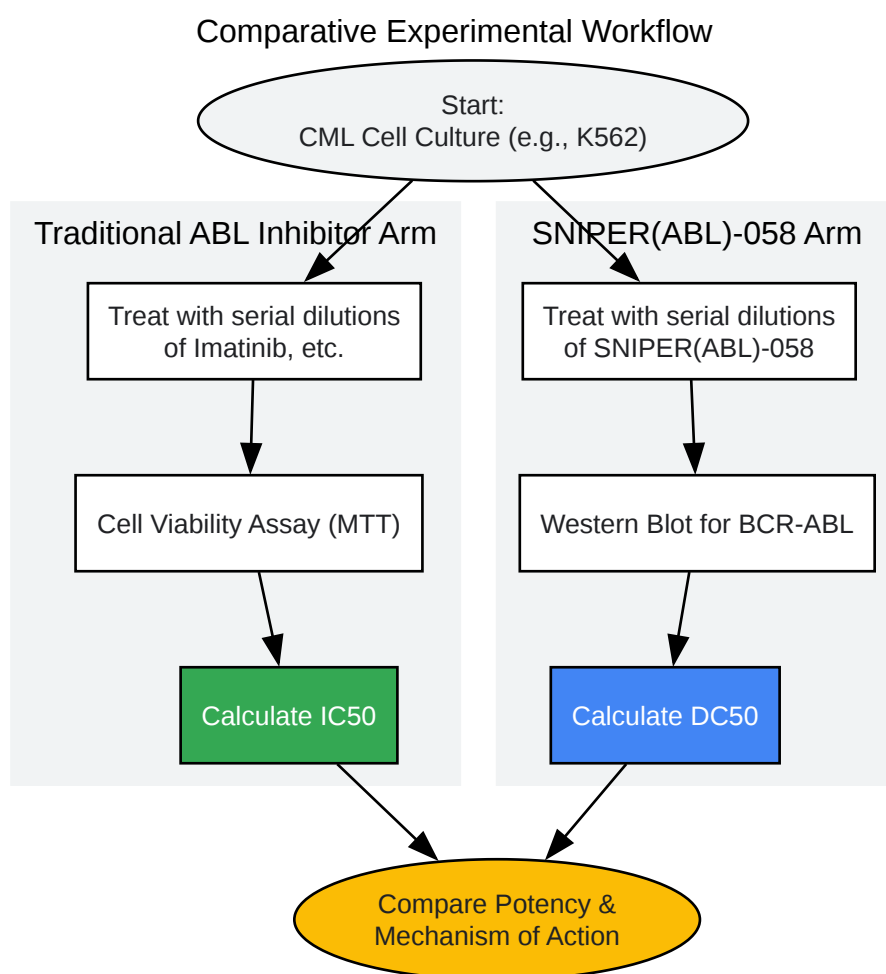 Comparative Experimental Workflow
Start:
CML Cell Culture (e.g., K562)
Traditional ABL Inhibitor Arm
Treat with serial dilutions
of Imatinib, etc.
Cell Viability Assay (MTT)
Calculate IC50
SNIPER(ABL)-058 Arm
Treat with serial dilutions
of SNIPER(ABL)-058
Western Blot for BCR-ABL
Calculate DC50
Compare Potency &
Mechanism of Action